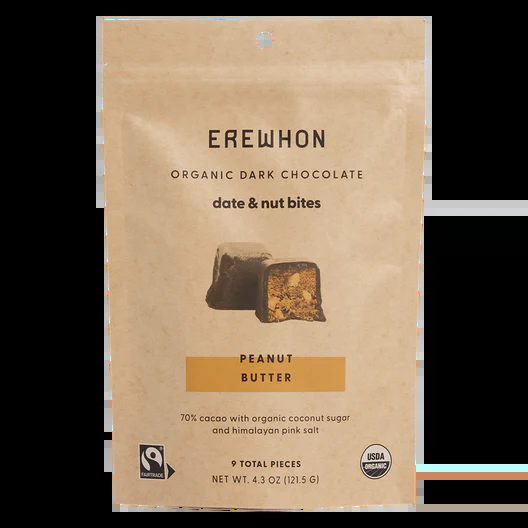 EREWHON
ORGANIC DARK CHOCOLATE
date & nut bites
PEANUT
BUTTER
70% cacao with organic coconut sugar
and himalayan pink salt
FAIRTRADE
USDA
ORGANIC
9 TOTAL PIECES
NET WT. 4.3 OZ (121.5 G)